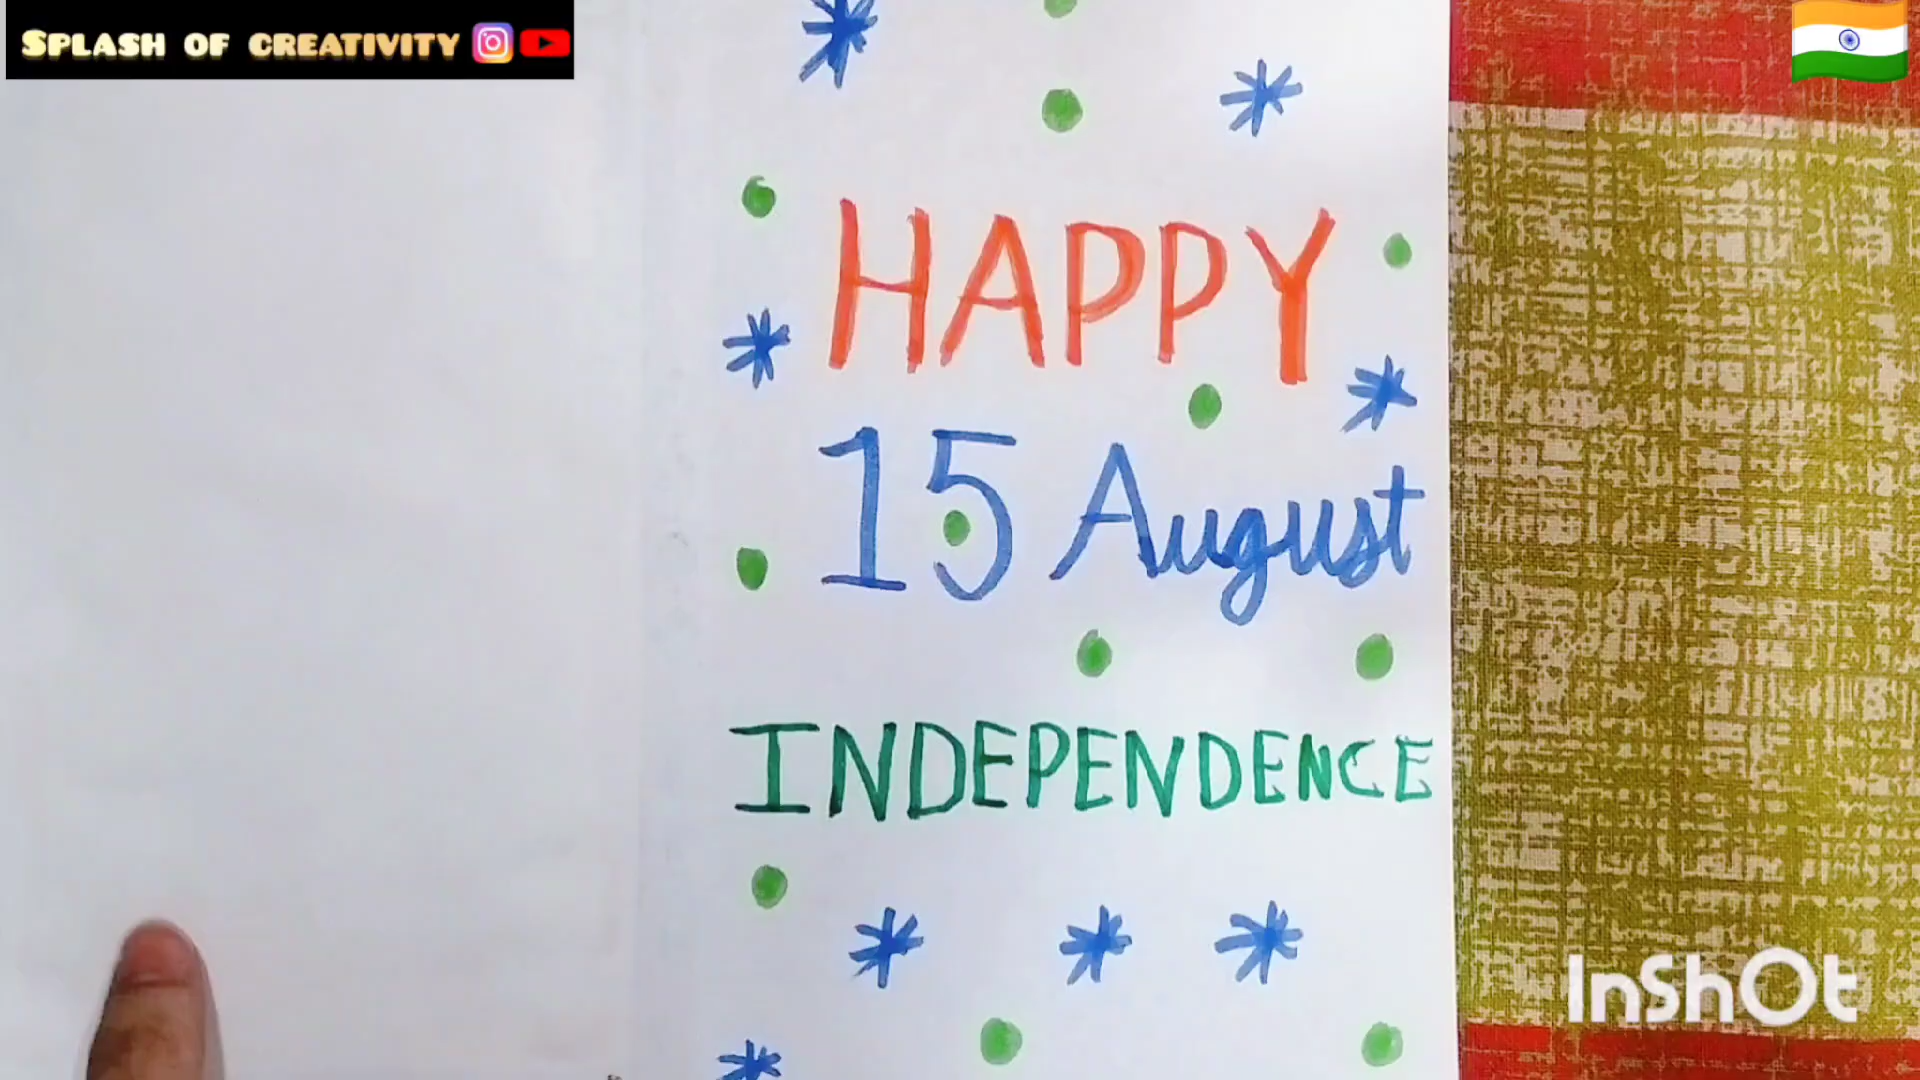 SPLASH OF CREATIVITY
HAPPY
15 August
INDEPENDENCE
InShOt